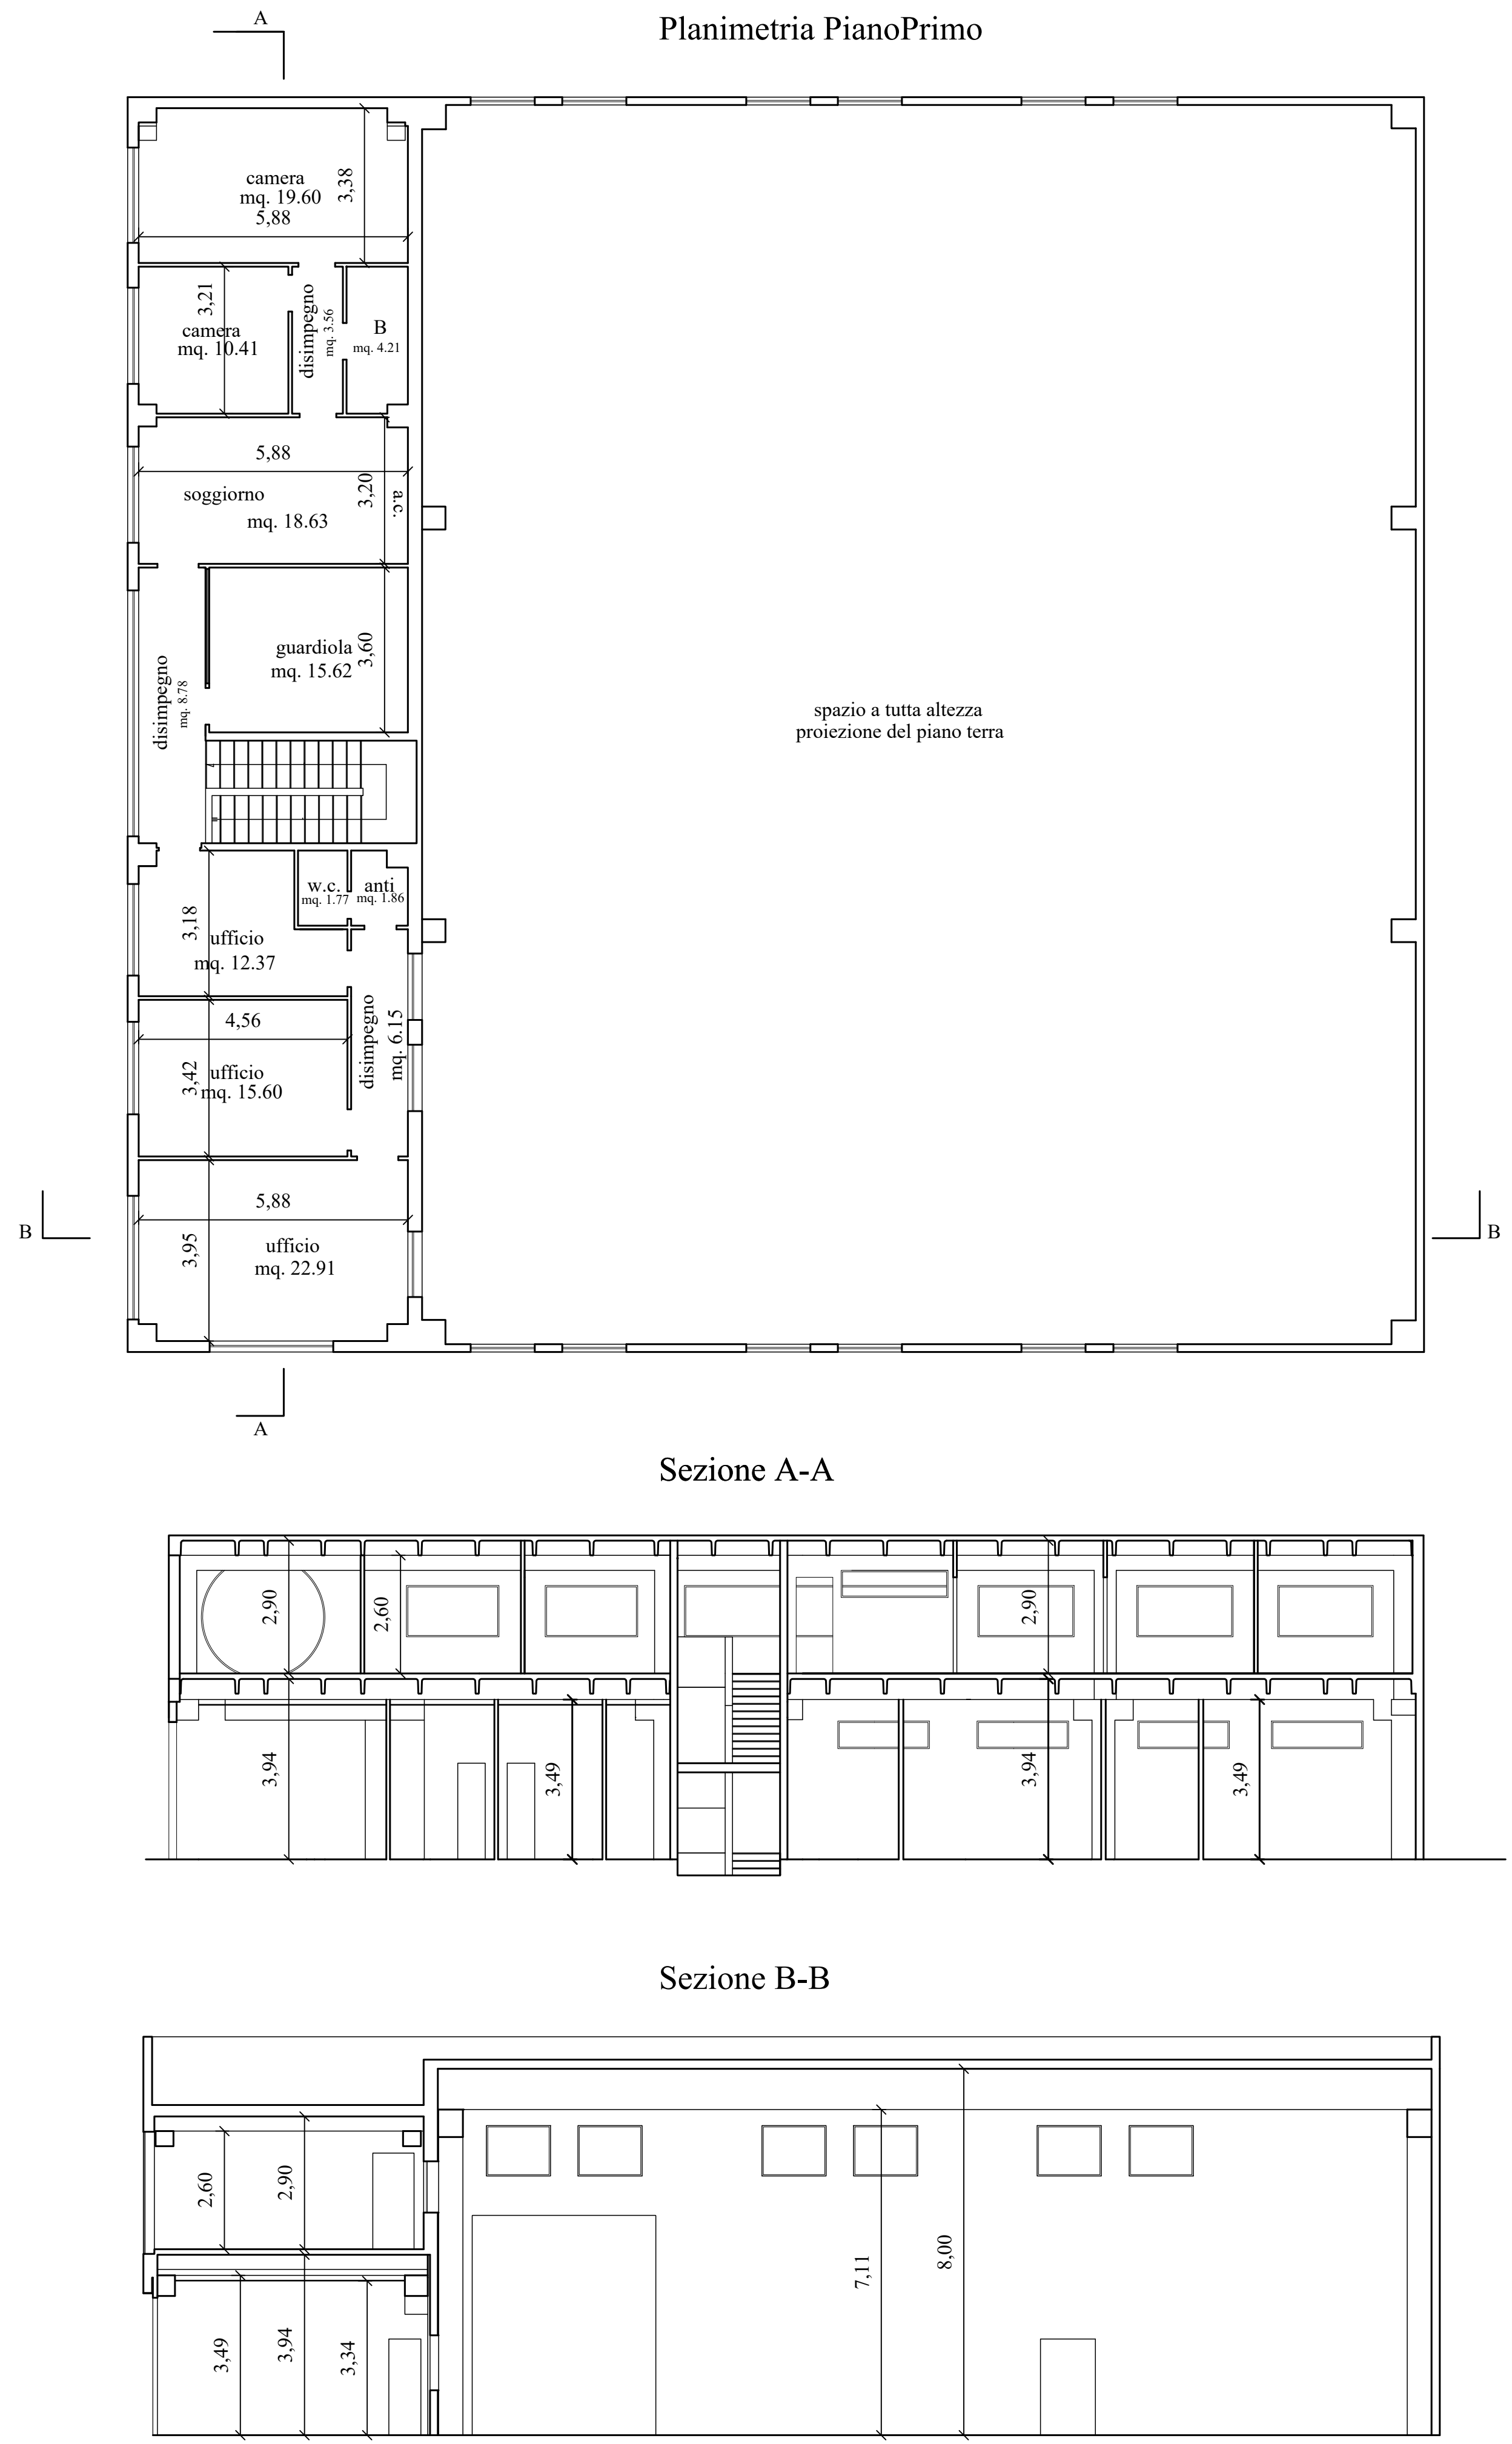 A
Planimetria PianoPrimo
camera
mq. 19.60
5,88
3,38
3,21
camera
mq. 10.41
disimpegno
mq. 3.56
B
mq. 4.21
5,88
3,20
a.c.
soggiorno
mq. 18.63
guardiola
mq. 15.62
3,60
disimpegno
mq. 8.78
spazio a tutta altezza
proiezione del piano terra
w.c.
mq. 1.77
anti
mq. 1.86
3,18
ufficio
mq. 12.37
4,56
disimpegno
mq. 6.15
3,42
ufficio
mq. 15.60
5,88
3,95
ufficio
mq. 22.91
B
B
A
Sezione A-A
2,90
2,60
2,90
3,94
3,49
3,94
3,49
Sezione B-B
2,60
2,90
7,11
8,00
3,49
3,94
3,34